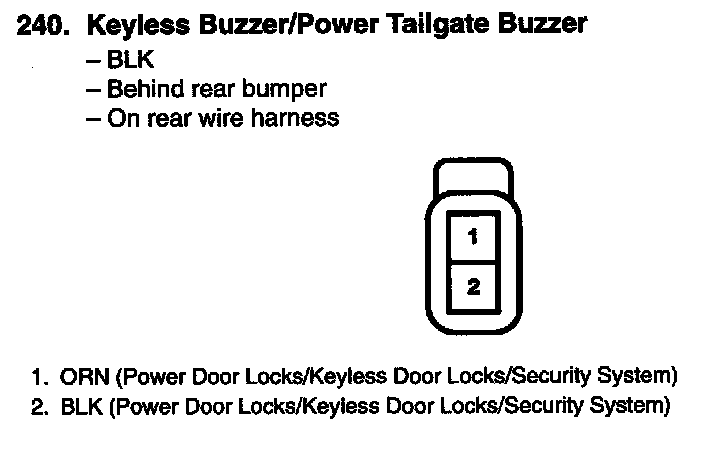 240. Keyless Buzzer/Power Tailgate Buzzer
– BLK
– Behind rear bumper
– On rear wire harness
1
2
1. ORN (Power Door Locks/Keyless Door Locks/Security System)
2. BLK (Power Door Locks/Keyless Door Locks/Security System)